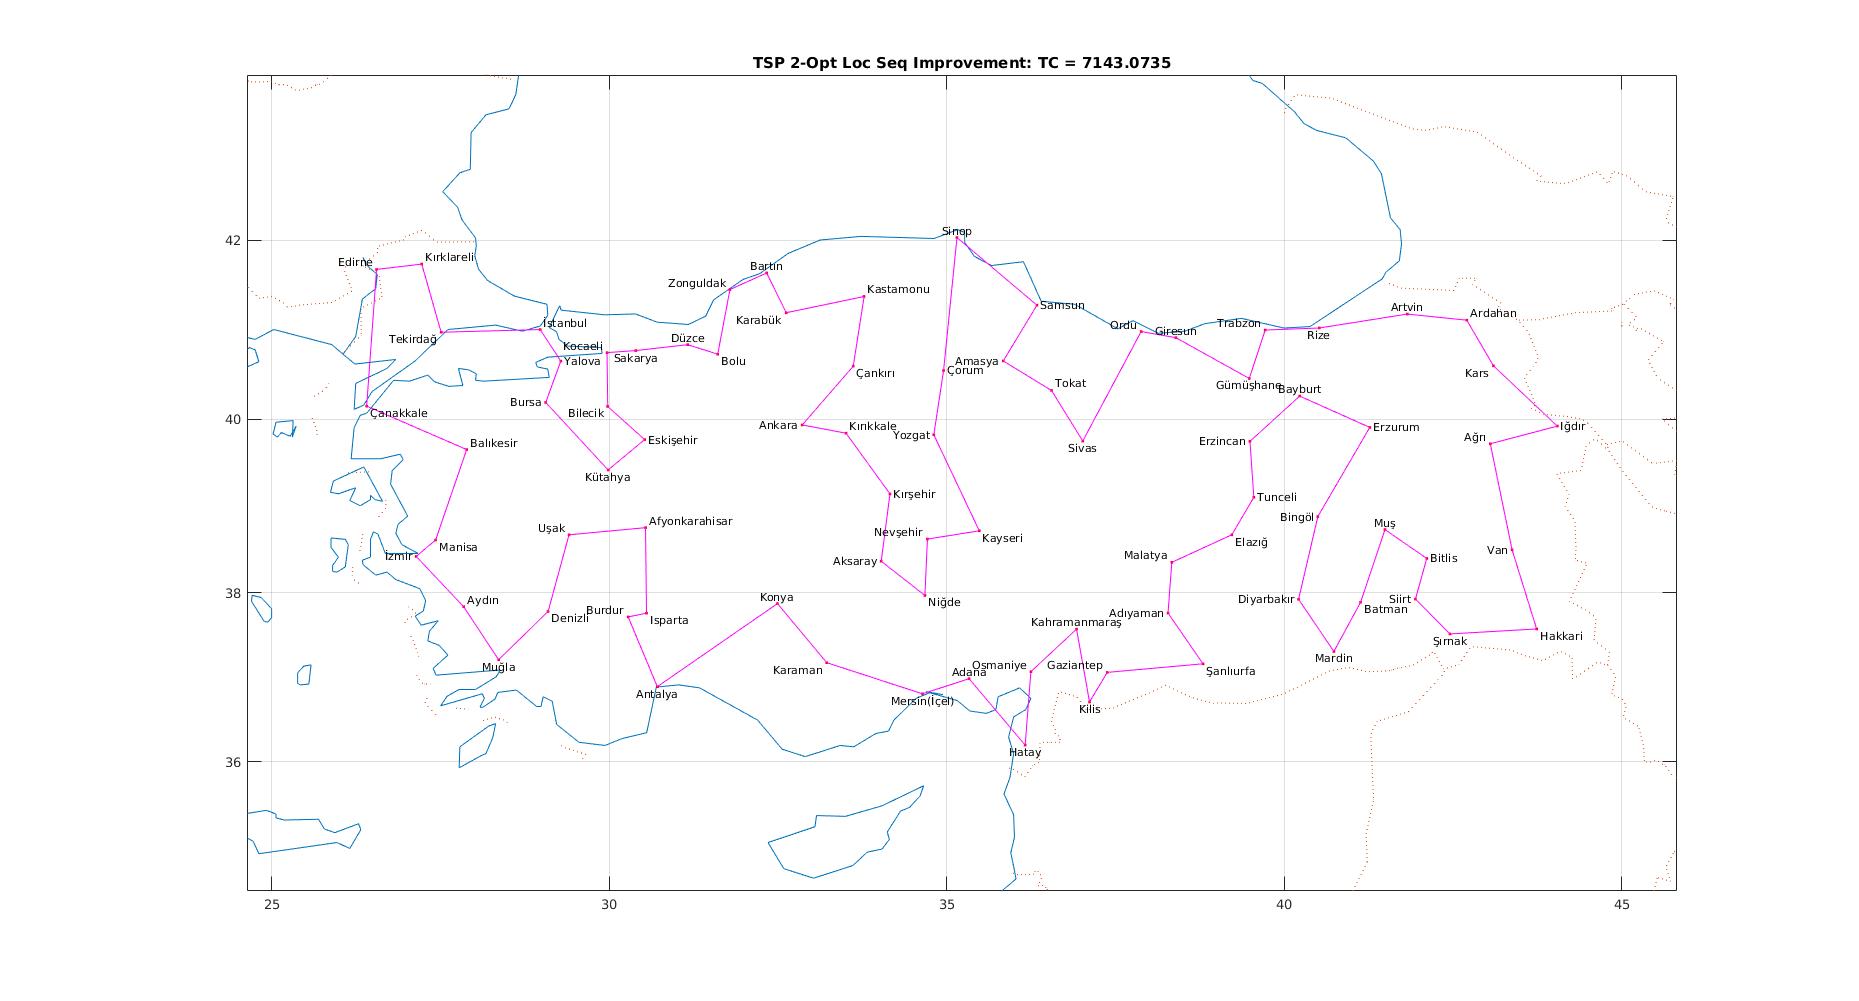 TSP 2-Opt Loc Seq Improvement: TC = 7143.0735
42
40
38
36
25
30
35
40
45
Sinop
Edirne
Kırklareli
Bartın
Zonguldak
Kastamonu
Karabük
Samsun
Tekirdağ
İstanbul
Kocaeli
Yalova
Sakarya
Düzce
Bolu
Ordu
Giresun
Trabzon
Rize
Artvin
Ardahan
Amasya
Çorum
Çankırı
Tokat
Gümüşhane
Bayburt
Kars
Çanakkale
Bursa
Bilecik
Ankara
Kırıkkale
Yozgat
Sivas
Erzincan
Erzurum
Ağrı
Iğdır
Balıkesir
Eskişehir
Kütahya
Kırşehir
Tunceli
Bingöl
Muş
Uşak
Afyonkarahisar
Nevşehir
Kayseri
Elazığ
Malatya
Bitlis
Van
İzmir
Manisa
Aksaray
Niğde
Aydın
Denizli
Burdur
Isparta
Konya
Adıyaman
Diyarbakır
Batman
Siirt
Şırnak
Hakkari
Kahramanmaraş
Mardin
Muğla
Antalya
Karaman
Mersin(İçel)
Adana
Osmaniye
Gaziantep
Şanlıurfa
Kilis
Hatay